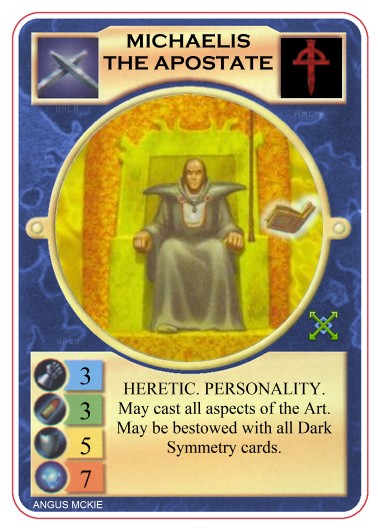 MICHAELIS
THE APOSTATE
3
3
5
7
HERETIC. PERSONALITY.
May cast all aspects of the Art.
May be bestowed with all Dark
Symmetry cards.
ANGUS MCKIE